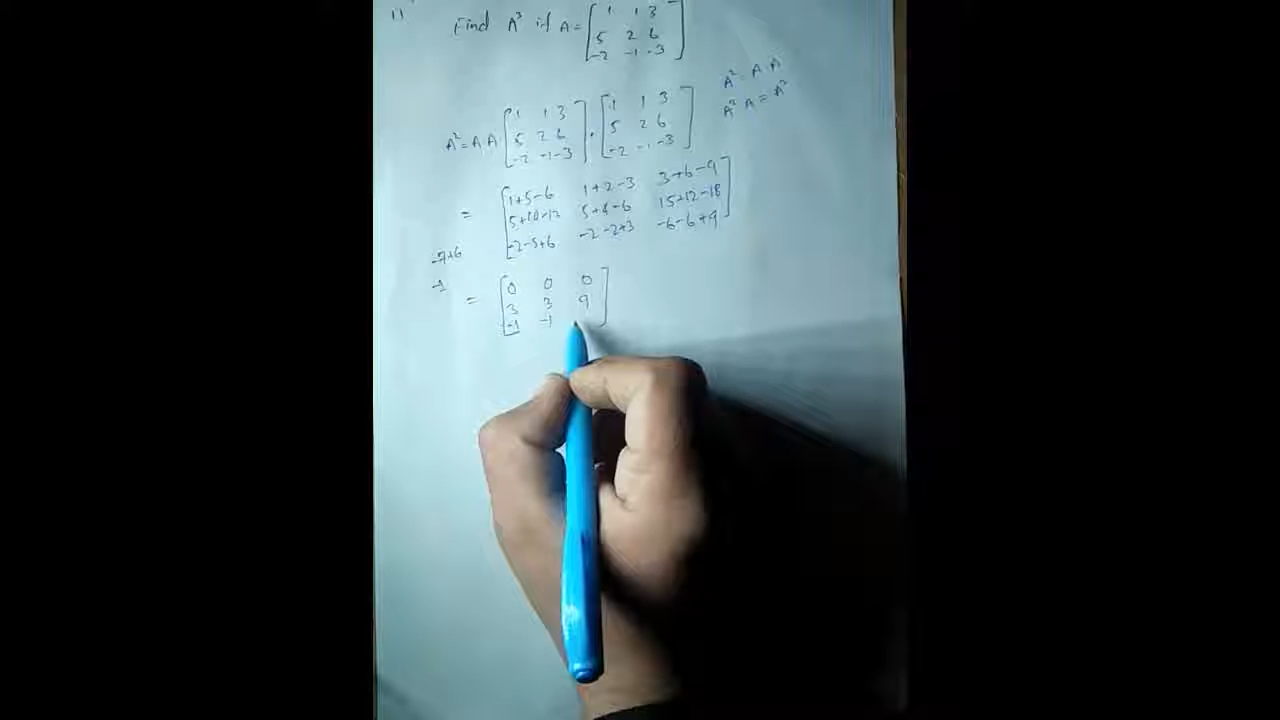 11
Find A³ if A = [ 1 1 3
5 2 6
-2 -1 -3 ]
A² = A·A
A² A = A³
A² = A A [ 1 1 3 ] · [ 1 1 3 ]
5 2 6 5 2 6
-2 -1 -3 -2 -1 -3
= [ 1+5-6 1+2-3 3+6-9 ]
5+10-12 5+4-6 15+12-18
-2-5+6 -2-2+3 -6-6+9
-7+6
-1
= [ 0 0 0 ]
3 3 9
-1 -1